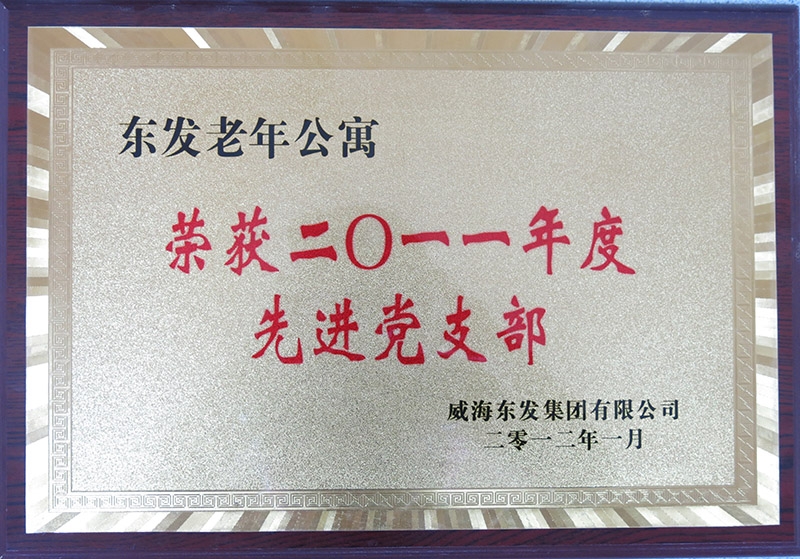 东发老年公寓
荣获二〇一一年度
先进党支部
威海东发集团有限公司
二零一二年一月